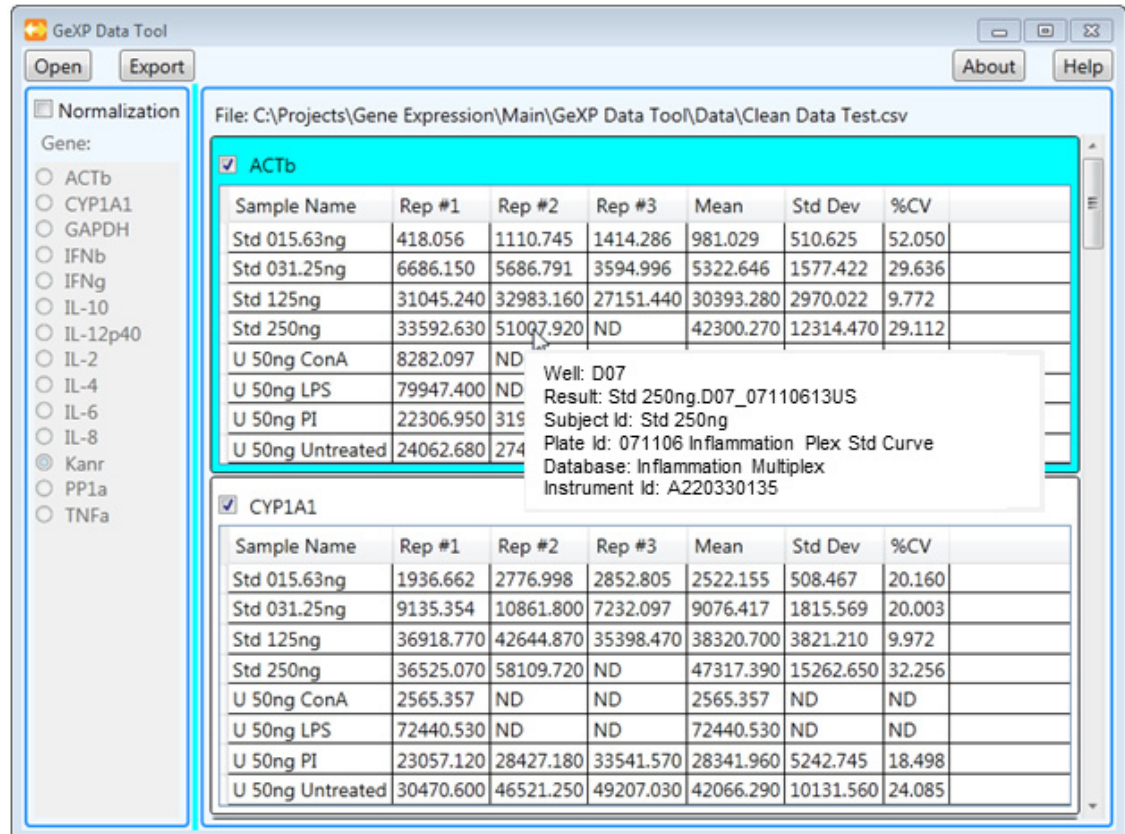 GeXP Data Tool
Open Export About Help
Normalization
Gene:
ACTb
CYP1A1
GAPDH
IFNb
IFNg
IL-10
IL-12p40
IL-2
IL-4
IL-6
IL-8
Kanr
PP1a
TNFa
File: C:\Projects\Gene Expression\Main\GeXP Data Tool\Data\Clean Data Test.csv
ACTb
Sample Name Rep #1 Rep #2 Rep #3 Mean Std Dev %CV
Std 015.63ng 418.056 1110.745 1414.286 981.029 510.625 52.050
Std 031.25ng 6686.150 5686.791 3594.996 5322.646 1577.422 29.636
Std 125ng 31045.240 32983.160 27151.440 30393.280 2970.022 9.772
Std 250ng 33592.630 51007.920 ND 42300.270 12314.470 29.112
U 50ng ConA 8282.097 ND
U 50ng LPS 79947.400 ND
U 50ng PI 22306.950 319
U 50ng Untreated 24062.680 274
Well: D07
Result: Std 250ng.D07_07110613US
Subject Id: Std 250ng
Plate Id: 071106 Inflammation Plex Std Curve
Database: Inflammation Multiplex
Instrument Id: A220330135
CYP1A1
Sample Name Rep #1 Rep #2 Rep #3 Mean Std Dev %CV
Std 015.63ng 1936.662 2776.998 2852.805 2522.155 508.467 20.160
Std 031.25ng 9135.354 10861.800 7232.097 9076.417 1815.569 20.003
Std 125ng 36918.770 42644.870 35398.470 38320.700 3821.210 9.972
Std 250ng 36525.070 58109.720 ND 47317.390 15262.650 32.256
U 50ng ConA 2565.357 ND ND 2565.357 ND ND
U 50ng LPS 72440.530 ND ND 72440.530 ND ND
U 50ng PI 23057.120 28427.180 33541.570 28341.960 5242.745 18.498
U 50ng Untreated 30470.600 46521.250 49207.030 42066.290 10131.560 24.085